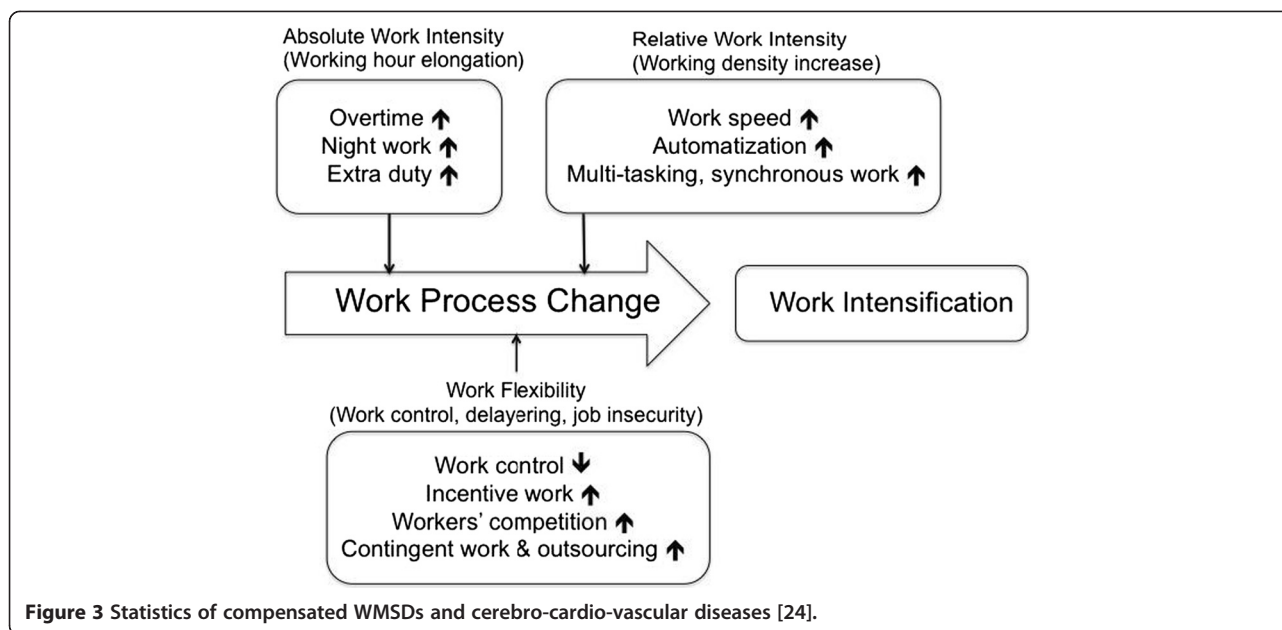 Absolute Work Intensity
(Working hour elongation)
Overtime ↑
Night work ↑
Extra duty ↑
Relative Work Intensity
(Working density increase)
Work speed ↑
Automatization ↑
Multi-tasking, synchronous work ↑
Work Process Change
Work Intensification
Work Flexibility
(Work control, delayering, job insecurity)
Work control ↓
Incentive work ↑
Workers’ competition ↑
Contingent work & outsourcing ↑
Figure 3 Statistics of compensated WMSDs and cerebro-cardio-vascular diseases [24].